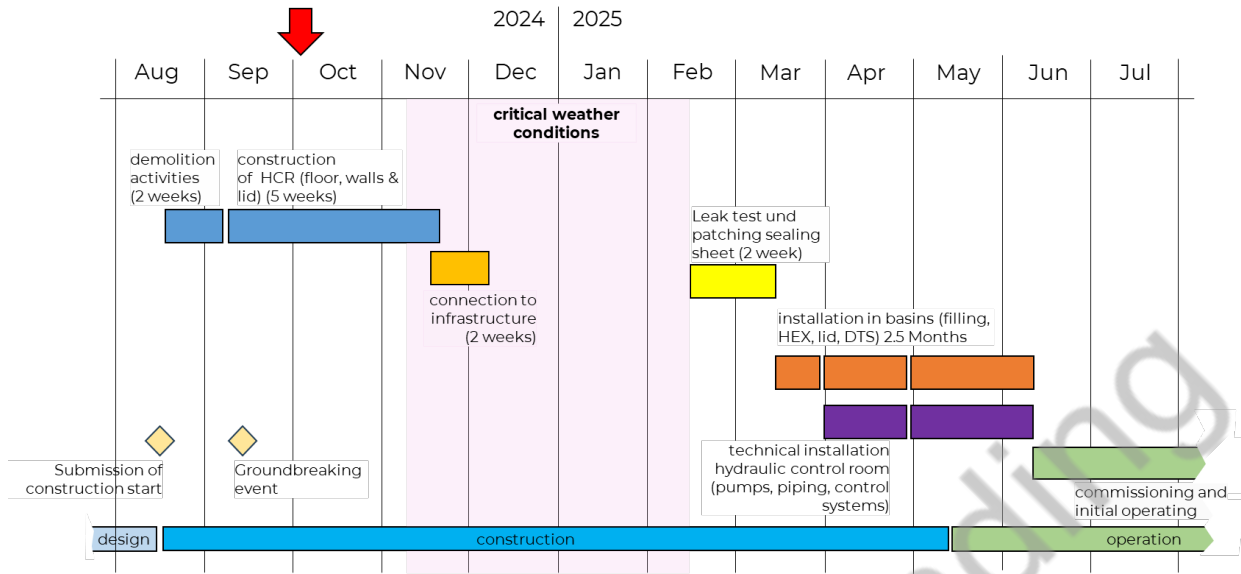 2024 2025
Aug Sep Oct Nov Dec Jan Feb Mar Apr May Jun Jul
critical weather
conditions
demolition
activities
(2 weeks)
construction
of HCR (floor, walls &
lid) (5 weeks)
Leak test und
patching sealing
sheet (2 week)
connection to
infrastructure
(2 weeks)
installation in basins (filling,
HEX, lid, DTS) 2.5 Months
Submission of
construction start
Groundbreaking
event
technical installation
hydraulic control room
(pumps, piping, control
systems)
commissioning and
initial operating
design
construction
operation